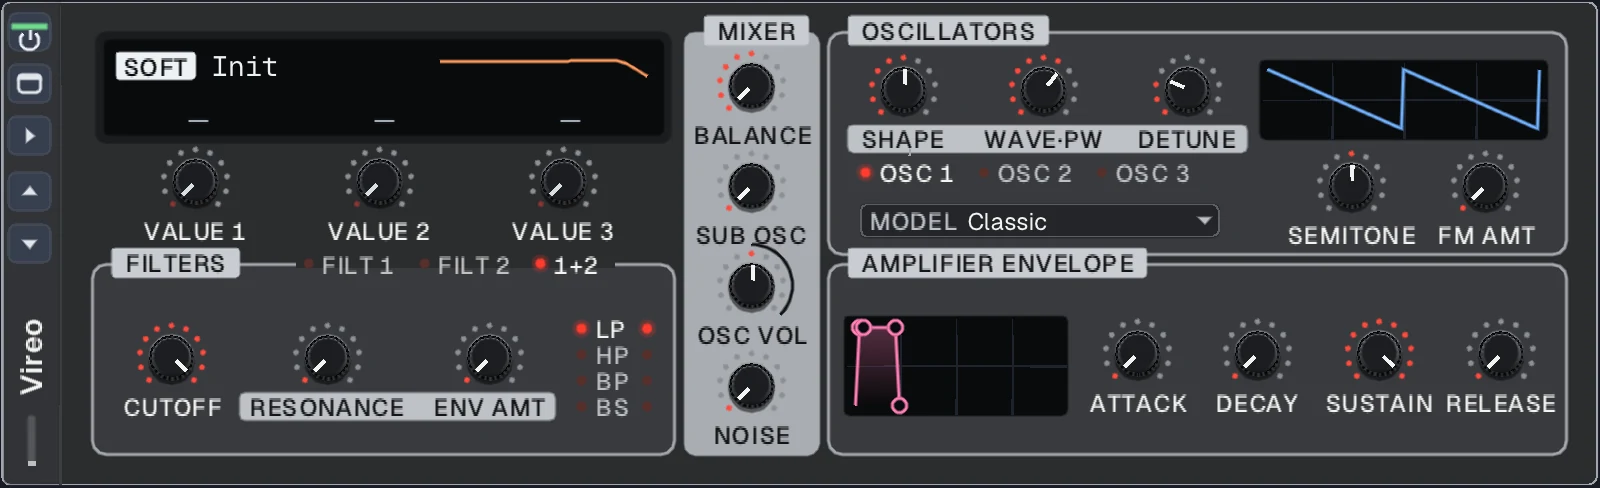 SOFT Init
VALUE 1 VALUE 2 VALUE 3
FILTERS FILT 1 FILT 2 1+2
CUTOFF RESONANCE ENV AMT
LP
HP
BP
BS
Vireo
MIXER
BALANCE
SUB OSC
OSC VOL
NOISE
OSCILLATORS
SHAPE WAVE·PW DETUNE
OSC 1 OSC 2 OSC 3
MODEL Classic
SEMITONE FM AMT
AMPLIFIER ENVELOPE
ATTACK DECAY SUSTAIN RELEASE